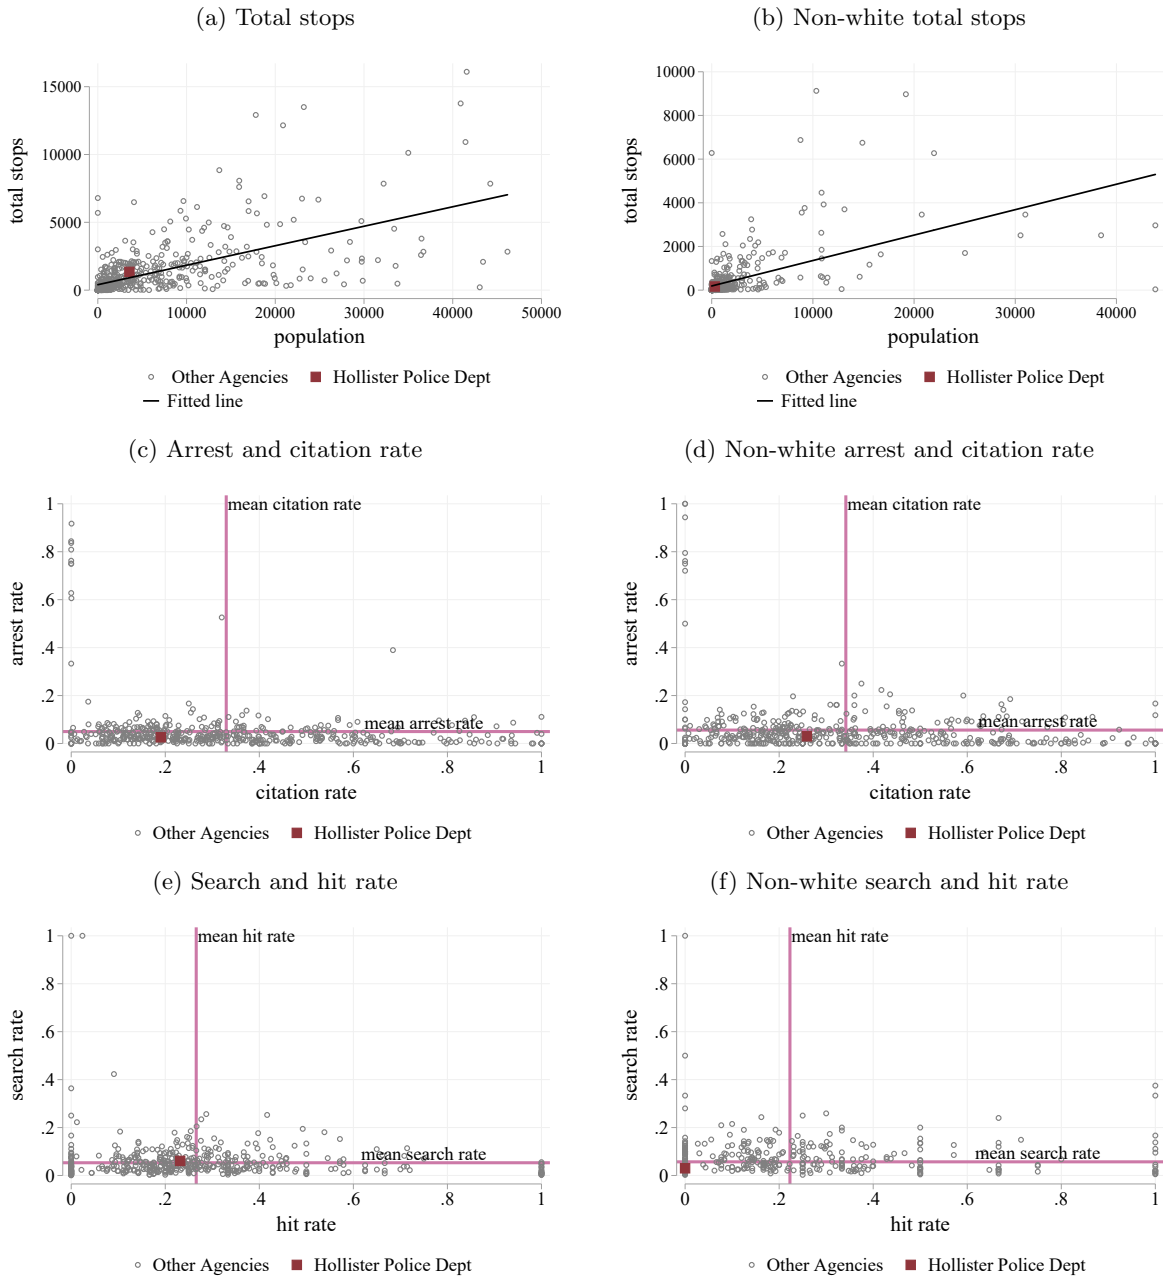 (a) Total stops
(b) Non-white total stops
15000
10000
5000
0
total stops
0 10000 20000 30000 40000 50000
population
Other Agencies Hollister Police Dept
Fitted line
10000
8000
6000
4000
2000
0
total stops
0 10000 20000 30000 40000
population
Other Agencies Hollister Police Dept
Fitted line
(c) Arrest and citation rate
(d) Non-white arrest and citation rate
1
.8
.6
.4
.2
0
arrest rate
mean citation rate
mean arrest rate
0 .2 .4 .6 .8 1
citation rate
Other Agencies Hollister Police Dept
1
.8
.6
.4
.2
0
arrest rate
mean citation rate
mean arrest rate
0 .2 .4 .6 .8 1
citation rate
Other Agencies Hollister Police Dept
(e) Search and hit rate
(f) Non-white search and hit rate
1
.8
.6
.4
.2
0
search rate
mean hit rate
mean search rate
0 .2 .4 .6 .8 1
hit rate
Other Agencies Hollister Police Dept
1
.8
.6
.4
.2
0
search rate
mean hit rate
mean search rate
0 .2 .4 .6 .8 1
hit rate
Other Agencies Hollister Police Dept